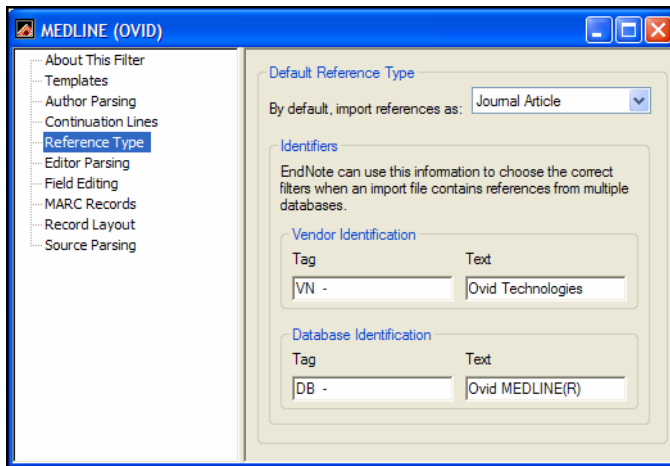 MEDLINE (OVID)
About This Filter
Templates
Author Parsing
Continuation Lines
Reference Type
Editor Parsing
Field Editing
MARC Records
Record Layout
Source Parsing
Default Reference Type
By default, import references as: Journal Article
Identifiers
EndNote can use this information to choose the correct
filters when an import file contains references from multiple
databases.
Vendor Identification
Tag Text
VN - Ovid Technologies
Database Identification
Tag Text
DB - Ovid MEDLINE(R)